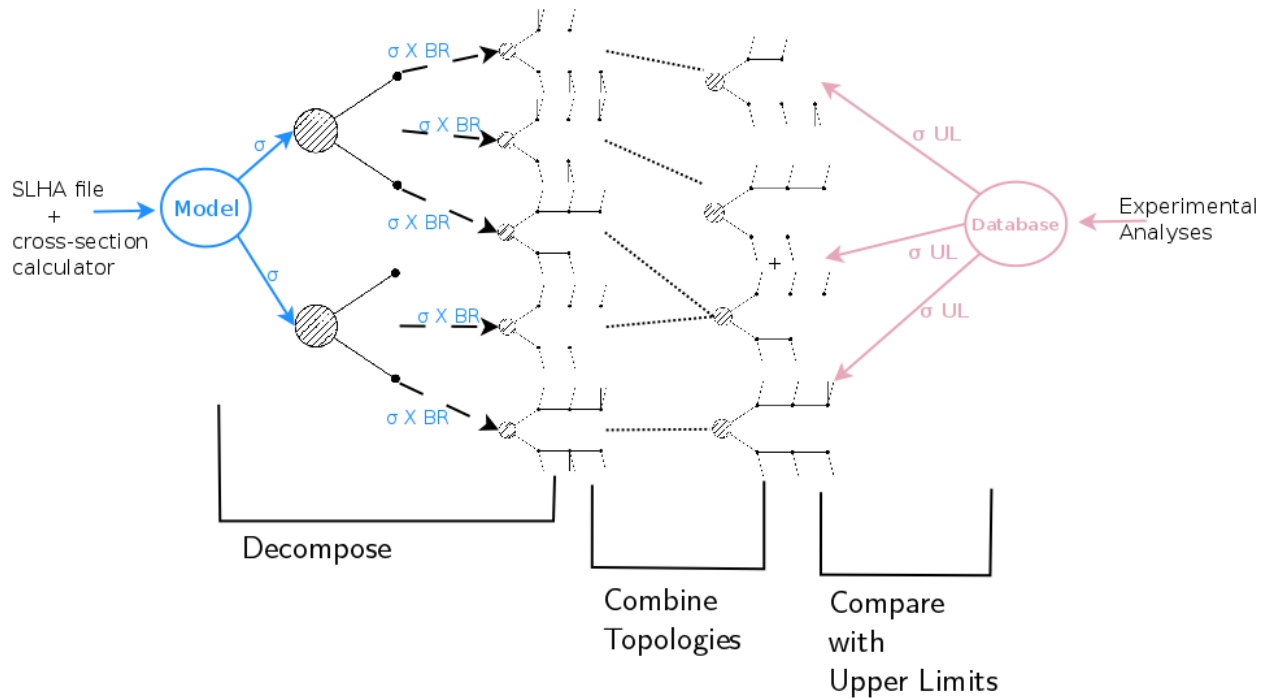 SLHA file
+
cross-section
calculator
Model
σ
σ
σ X BR
σ X BR
σ X BR
σ X BR
σ X BR
+
σ UL
σ UL
σ UL
Database
Experimental
Analyses
Decompose
Combine
Topologies
Compare
with
Upper Limits